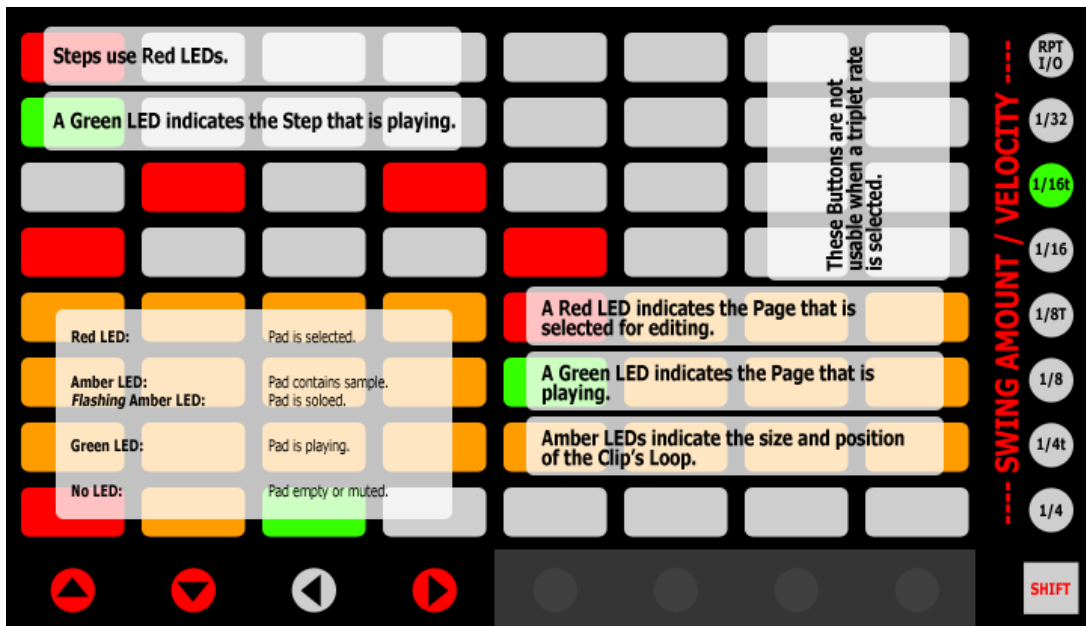 Steps use Red LEDs.
A Green LED indicates the Step that is playing.
These Buttons are not
usable when a triplet rate
is selected.
Red LED: Pad is selected.
Amber LED: Pad contains sample.
Flashing Amber LED: Pad is soloed.
Green LED: Pad is playing.
No LED: Pad empty or muted.
A Red LED indicates the Page that is
selected for editing.
A Green LED indicates the Page that is
playing.
Amber LEDs indicate the size and position
of the Clip's Loop.
---- SWING AMOUNT / VELOCITY ----
RPT
I/O
1/32
1/16t
1/16
1/8T
1/8
1/4t
1/4
SHIFT